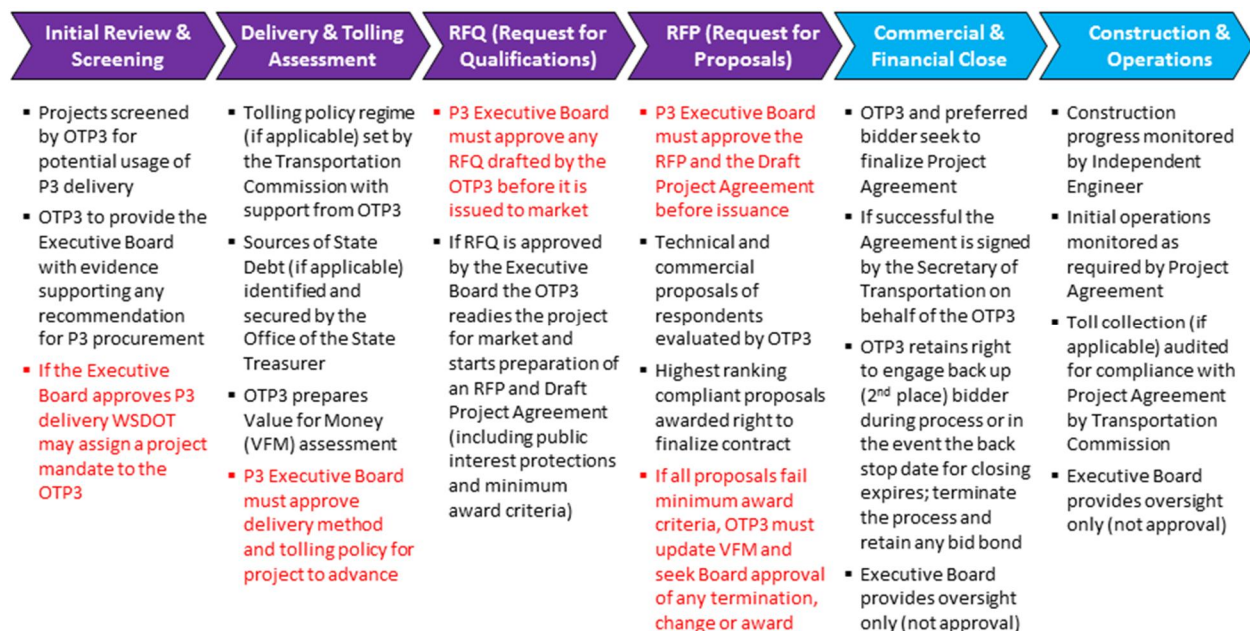 Initial Review &
Screening
▪ Projects screened
by OTP3 for
potential usage of
P3 delivery
▪ OTP3 to provide the
Executive Board
with evidence
supporting any
recommendation
for P3 procurement
▪ If the Executive
Board approves P3
delivery WSDOT
may assign a project
mandate to the
OTP3
Delivery & Tolling
Assessment
▪ Tolling policy regime
(if applicable) set by
the Transportation
Commission with
support from OTP3
▪ Sources of State
Debt (if applicable)
identified and
secured by the
Office of the State
Treasurer
▪ OTP3 prepares
Value for Money
(VFM) assessment
▪ P3 Executive Board
must approve
delivery method
and tolling policy for
project to advance
RFQ (Request for
Qualifications)
▪ P3 Executive Board
must approve any
RFQ drafted by the
OTP3 before it is
issued to market
▪ If RFQ is approved
by the Executive
Board the OTP3
readies the project
for market and
starts preparation of
an RFP and Draft
Project Agreement
(including public
interest protections
and minimum
award criteria)
RFP (Request for
Proposals)
▪ P3 Executive Board
must approve the
RFP and the Draft
Project Agreement
before issuance
▪ Technical and
commercial
proposals of
respondents
evaluated by OTP3
▪ Highest ranking
compliant proposals
awarded right to
finalize contract
▪ If all proposals fail
minimum award
criteria, OTP3 must
update VFM and
seek Board approval
of any termination,
change or award
Commercial &
Financial Close
▪ OTP3 and preferred
bidder seek to
finalize Project
Agreement
▪ If successful the
Agreement is signed
by the Secretary of
Transportation on
behalf of the OTP3
▪ OTP3 retains right
to engage back up
(2nd place) bidder
during process or in
the event the back
stop date for closing
expires; terminate
the process and
retain any bid bond
▪ Executive Board
provides oversight
only (not approval)
Construction &
Operations
▪ Construction
progress monitored
by Independent
Engineer
▪ Initial operations
monitored as
required by Project
Agreement
▪ Toll collection (if
applicable) audited
for compliance with
Project Agreement
by Transportation
Commission
▪ Executive Board
provides oversight
only (not approval)